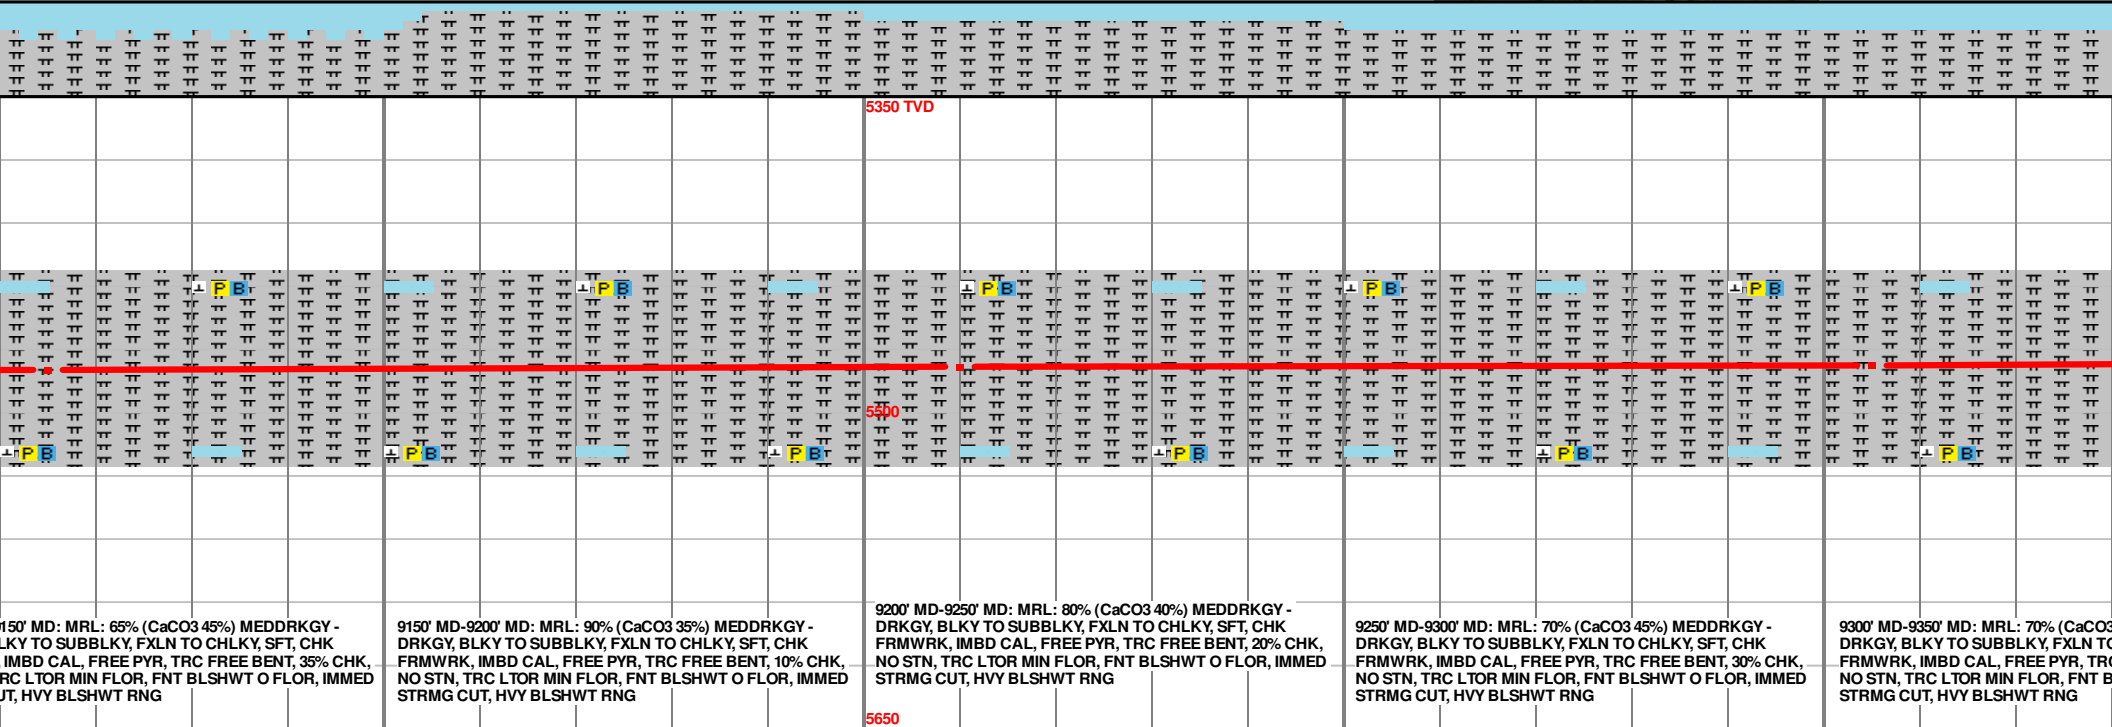 5350 TVD
P B
P B
P B
P B
P B
5500
P B
P B
P B
P B
P B
P B
150' MD: MRL: 65% (CaCO3 45%) MEDDRKGY -
LKY TO SUBBLKY, FXLN TO CHLKY, SFT, CHK
, IMBD CAL, FREE PYR, TRC FREE BENT, 35% CHK,
RC LTOR MIN FLOR, FNT BLSHWT O FLOR, IMMED
UT, HVY BLSHWT RNG
9150' MD-9200' MD: MRL: 90% (CaCO3 35%) MEDDRKGY -
DRKGY, BLKY TO SUBBLKY, FXLN TO CHLKY, SFT, CHK
FRMWRK, IMBD CAL, FREE PYR, TRC FREE BENT, 10% CHK,
NO STN, TRC LTOR MIN FLOR, FNT BLSHWT O FLOR, IMMED
STRMG CUT, HVY BLSHWT RNG
9200' MD-9250' MD: MRL: 80% (CaCO3 40%) MEDDRKGY -
DRKGY, BLKY TO SUBBLKY, FXLN TO CHLKY, SFT, CHK
FRMWRK, IMBD CAL, FREE PYR, TRC FREE BENT, 20% CHK,
NO STN, TRC LTOR MIN FLOR, FNT BLSHWT O FLOR, IMMED
STRMG CUT, HVY BLSHWT RNG
9250' MD-9300' MD: MRL: 70% (CaCO3 45%) MEDDRKGY -
DRKGY, BLKY TO SUBBLKY, FXLN TO CHLKY, SFT, CHK
FRMWRK, IMBD CAL, FREE PYR, TRC FREE BENT, 30% CHK,
NO STN, TRC LTOR MIN FLOR, FNT BLSHWT O FLOR, IMMED
STRMG CUT, HVY BLSHWT RNG
9300' MD-9350' MD: MRL: 70% (CaCO3
DRKGY, BLKY TO SUBBLKY, FXLN TO
FRMWRK, IMBD CAL, FREE PYR, TRC
NO STN, TRC LTOR MIN FLOR, FNT B
STRMG CUT, HVY BLSHWT RNG
5650